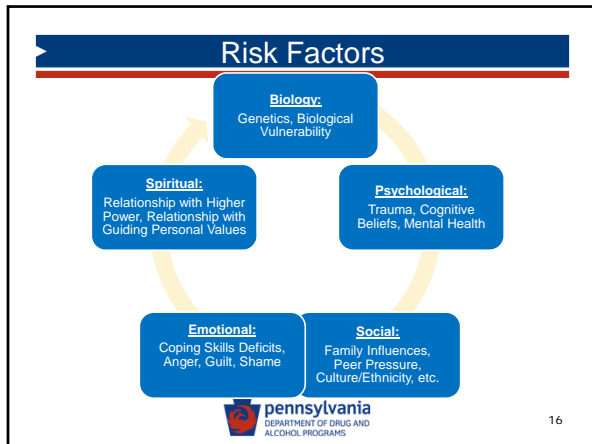 Risk Factors
Biology:
Genetics, Biological
Vulnerability
Psychological:
Trauma, Cognitive
Beliefs, Mental Health
Social:
Family Influences,
Peer Pressure,
Culture/Ethnicity, etc.
Emotional:
Coping Skills Deficits,
Anger, Guilt, Shame
Spiritual:
Relationship with Higher
Power, Relationship with
Guiding Personal Values
pennsylvania
DEPARTMENT OF DRUG AND
ALCOHOL PROGRAMS
16